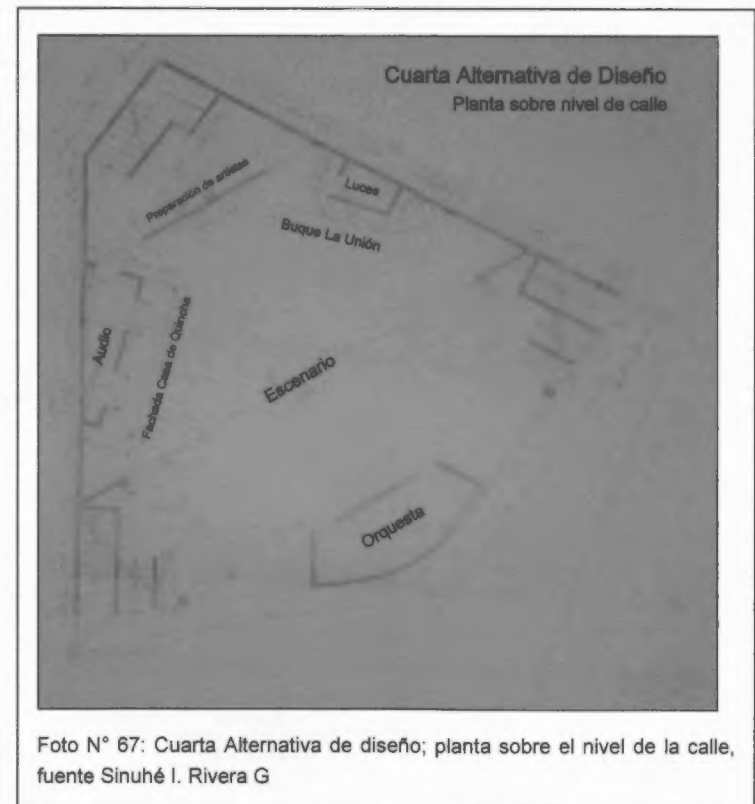 Cuarta Alternativa de Diseño
Planta sobre nivel de calle
Luces
Preparación de artistas
Buque La Unión
Audio
Fachada Casa de Quincha
Escenario
Orquesta
Foto N° 67: Cuarta Alternativa de diseño; planta sobre el nivel de la calle,
fuente Sinuhé I. Rivera G